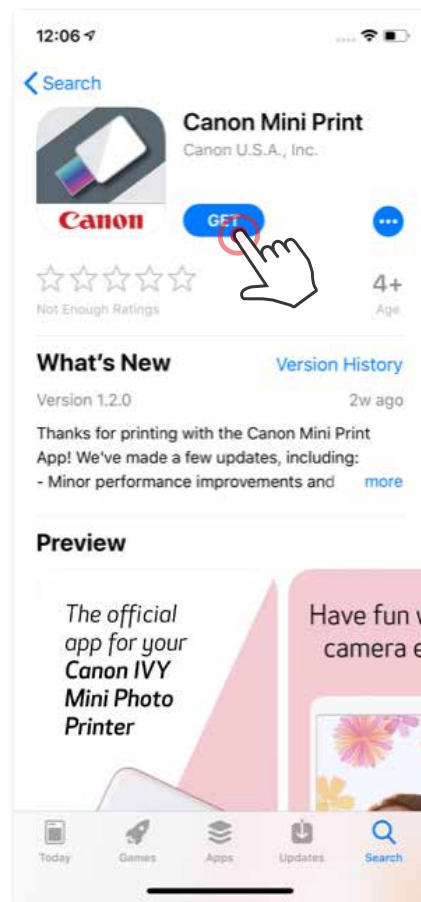 12:06
Search
Canon Mini Print
Canon U.S.A., Inc.
Canon
GET
4+
Not Enough Ratings
Age
What's New
Version History
Version 1.2.0
2w ago
Thanks for printing with the Canon Mini Print
App! We've made a few updates, including:
- Minor performance improvements and
more
Preview
The official
app for your
Canon IVY
Mini Photo
Printer
Have fun
camera e
Today
Games
Apps
Updates
Search